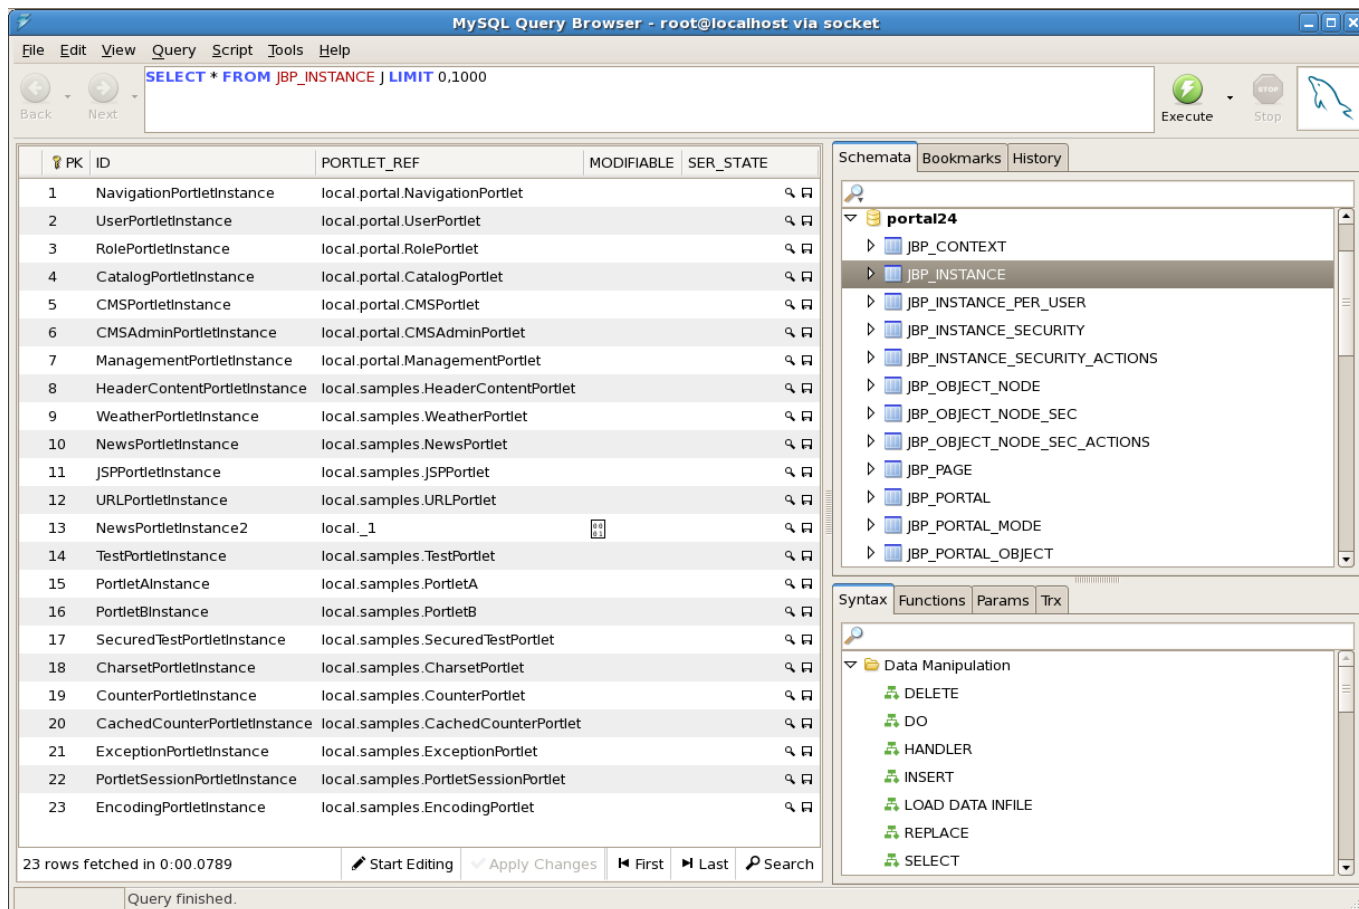 MySQL Query Browser - root@localhost via socket
File Edit View Query Script Tools Help
SELECT * FROM JBP_INSTANCE J LIMIT 0,1000
Back Next Execute STOP Stop
PK ID PORTLET_REF MODIFIABLE SER_STATE
1 NavigationPortletInstance local.portal.NavigationPortlet
2 UserPortletInstance local.portal.UserPortlet
3 RolePortletInstance local.portal.RolePortlet
4 CatalogPortletInstance local.portal.CatalogPortlet
5 CMSPortletInstance local.portal.CMSPortlet
6 CMSAdminPortletInstance local.portal.CMSAdminPortlet
7 ManagementPortletInstance local.portal.ManagementPortlet
8 HeaderContentPortletInstance local.samples.HeaderContentPortlet
9 WeatherPortletInstance local.samples.WeatherPortlet
10 NewsPortletInstance local.samples.NewsPortlet
11 JSPPortletInstance local.samples.JSPPortlet
12 URLPortletInstance local.samples.URLPortlet
13 NewsPortletInstance2 local._1
14 TestPortletInstance local.samples.TestPortlet
15 PortletAInstance local.samples.PortletA
16 PortletBInstance local.samples.PortletB
17 SecuredTestPortletInstance local.samples.SecuredTestPortlet
18 CharsetPortletInstance local.samples.CharsetPortlet
19 CounterPortletInstance local.samples.CounterPortlet
20 CachedCounterPortletInstance local.samples.CachedCounterPortlet
21 ExceptionPortletInstance local.samples.ExceptionPortlet
22 PortletSessionPortletInstance local.samples.PortletSessionPortlet
23 EncodingPortletInstance local.samples.EncodingPortlet
23 rows fetched in 0:00.0789 Start Editing Apply Changes First Last Search
Schemata Bookmarks History
portal24
JBP_CONTEXT
JBP_INSTANCE
JBP_INSTANCE_PER_USER
JBP_INSTANCE_SECURITY
JBP_INSTANCE_SECURITY_ACTIONS
JBP_OBJECT_NODE
JBP_OBJECT_NODE_SEC
JBP_OBJECT_NODE_SEC_ACTIONS
JBP_PAGE
JBP_PORTAL
JBP_PORTAL_MODE
JBP_PORTAL_OBJECT
Syntax Functions Params Trx
Data Manipulation
DELETE
DO
HANDLER
INSERT
LOAD DATA INFILE
REPLACE
SELECT
Query finished.